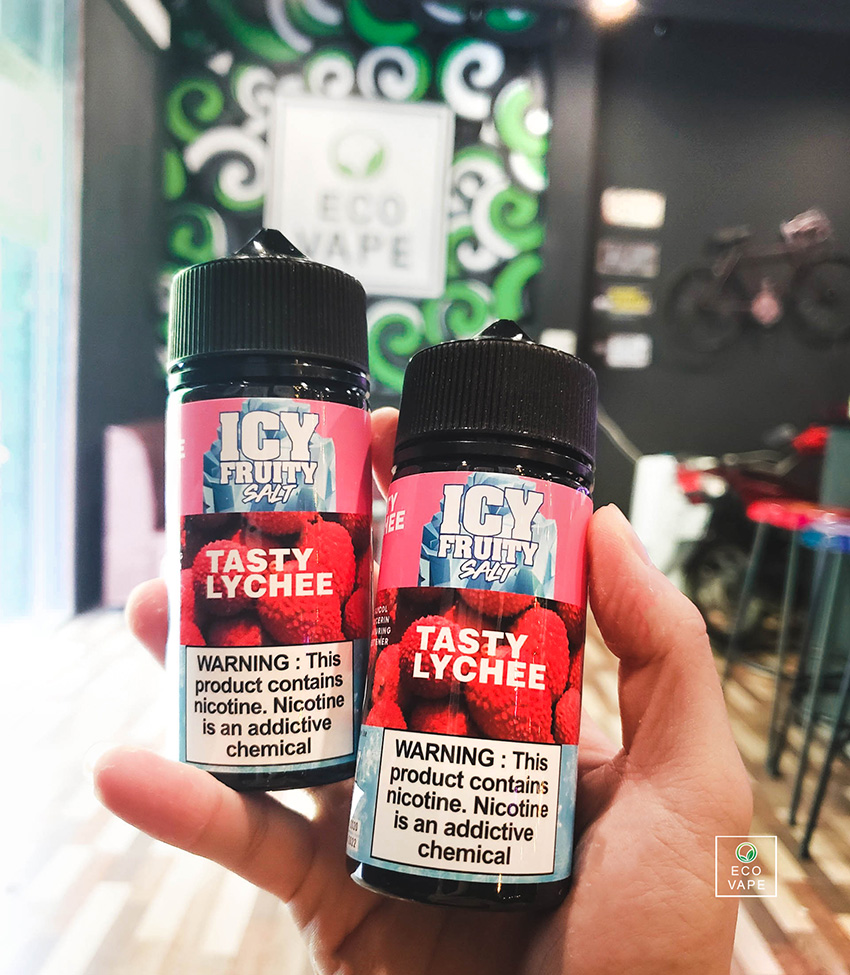 ECO
VAPE
ICY
FRUITY
SALT
TASTY
LYCHEE
WARNING : This
product contains
nicotine. Nicotine
is an addictive
chemical
ICY
FRUITY
SALT
TASTY
LYCHEE
WARNING : This
product contains
nicotine. Nicotine
is an addictive
chemical
ECO
VAPE